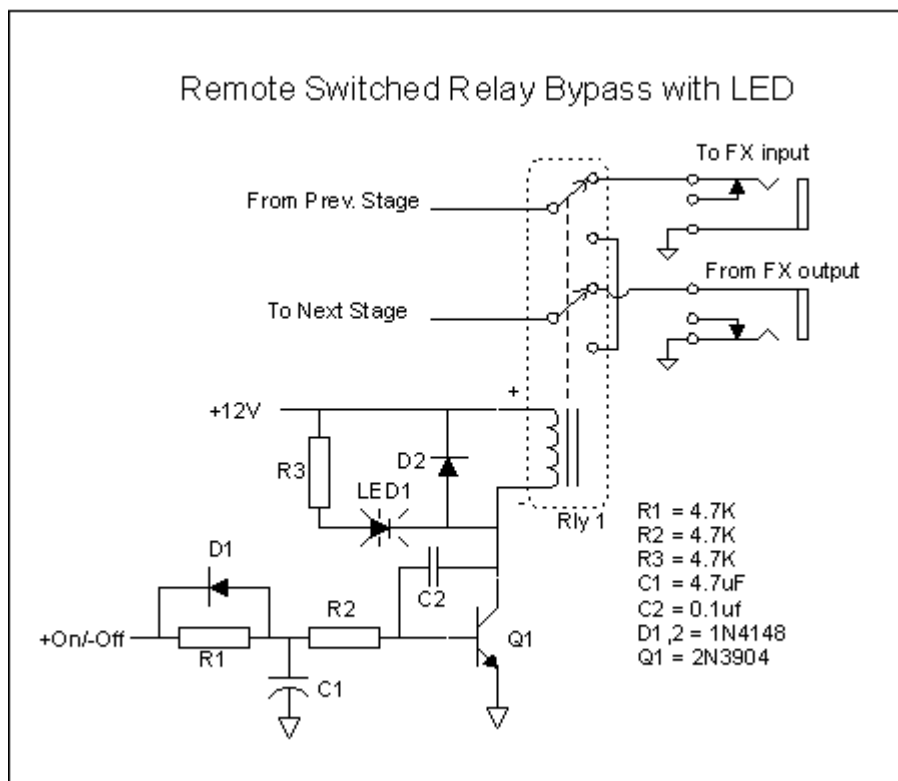 Remote Switched Relay Bypass with LED
To FX input
From Prev. Stage
From FX output
To Next Stage
+
+12V
R3
D2
LED1
-
Rly 1
D1
C2
R2
+On/-Off
R1
C1
Q1
R1 = 4.7K
R2 = 4.7K
R3 = 4.7K
C1 = 4.7uF
C2 = 0.1uf
D1,2 = 1N4148
Q1 = 2N3904